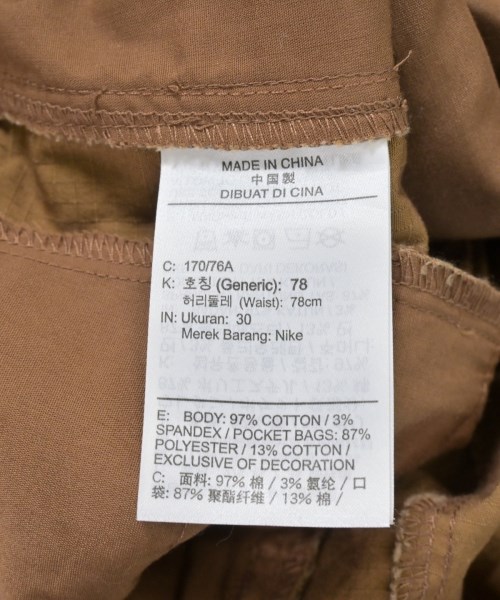 MADE IN CHINA
中国製
DIBUAT DI CINA
C: 170/76A
K: 호칭 (Generic): 78
허리둘레 (Waist): 78cm
IN: Ukuran: 30
Merek Barang: Nike
E: BODY: 97% COTTON / 3%
SPANDEX / POCKET BAGS: 87%
POLYESTER / 13% COTTON /
EXCLUSIVE OF DECORATION
C: 面料: 97% 棉 / 3% 氨纶 / 口
袋: 87% 聚酯纤维 / 13% 棉 /